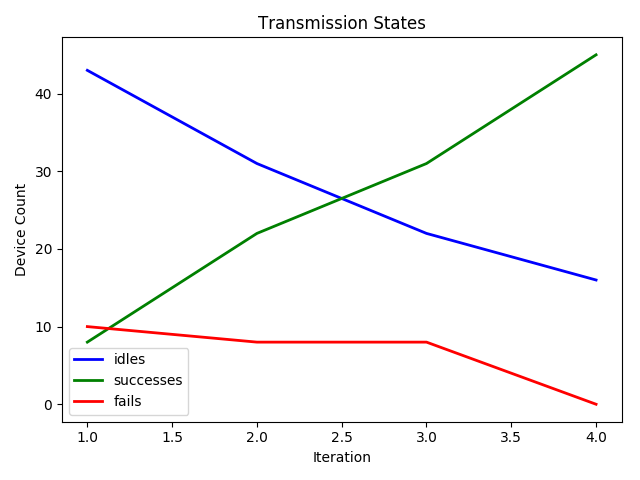 Transmission States
Device Count
40
30
20
10
0
idles
successes
fails
1.0 1.5 2.0 2.5 3.0 3.5 4.0
Iteration